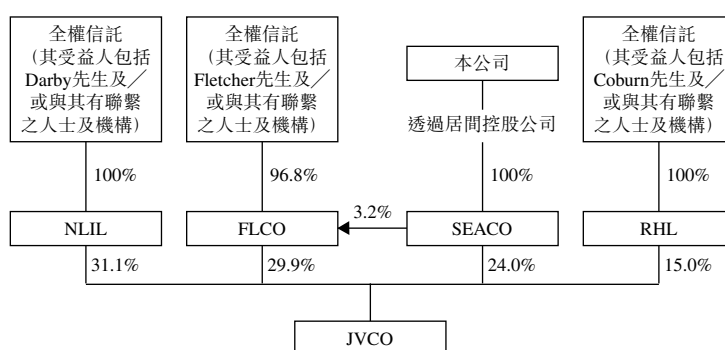 全權信託
（其受益人包括
Darby先生及／
或與其有聯繫
之人士及機構）
全權信託
（其受益人包括
Fletcher先生及／
或與其有聯繫
之人士及機構）
本公司
全權信託
（其受益人包括
Coburn先生及／
或與其有聯繫
之人士及機構）
透過居間控股公司
100%
96.8%
100%
100%
NLIL
FLCO
3.2%
SEACO
RHL
31.1%
29.9%
24.0%
15.0%
JVCO